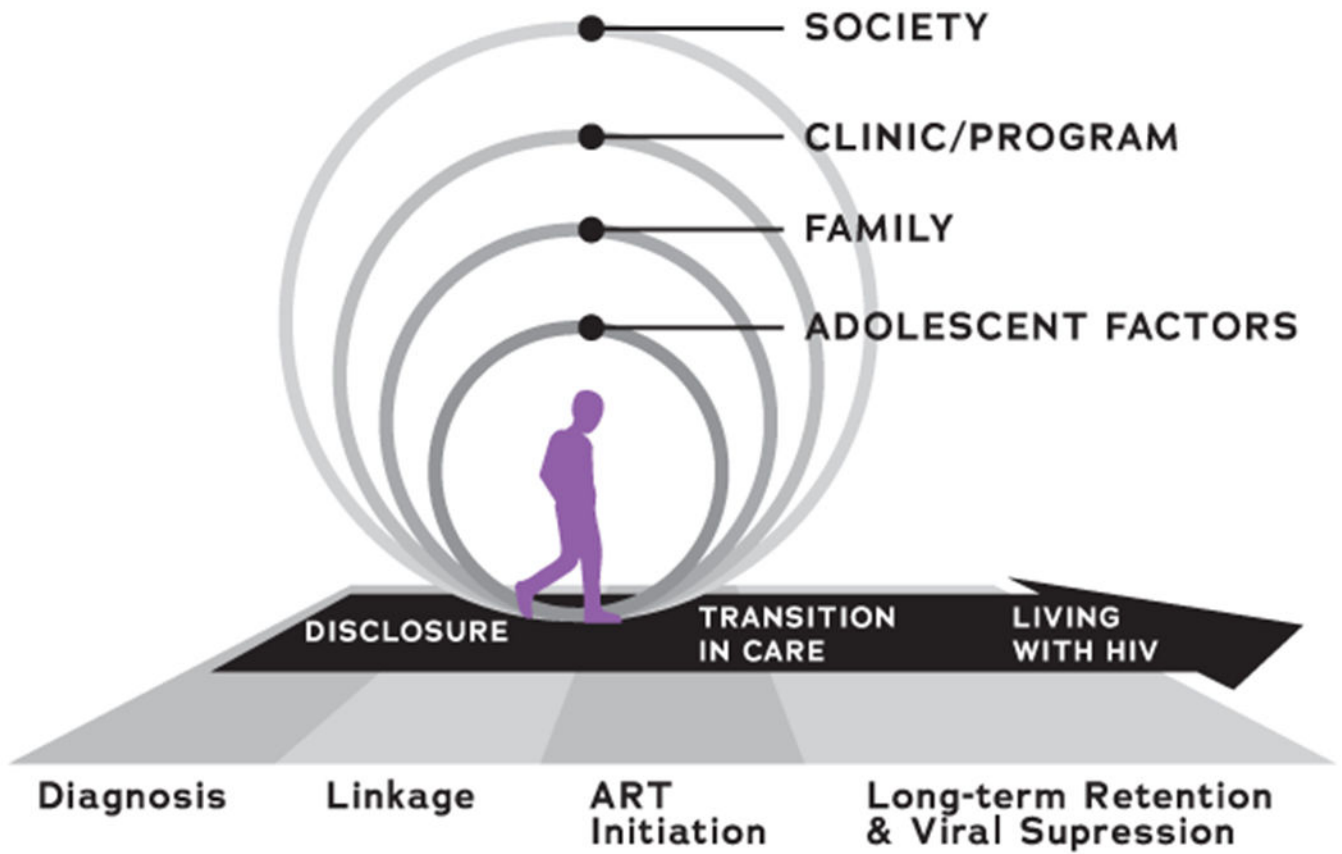 SOCIETY
CLINIC/PROGRAM
FAMILY
ADOLESCENT FACTORS
DISCLOSURE
TRANSITION
IN CARE
LIVING
WITH HIV
Diagnosis
Linkage
ART
Initiation
Long-term Retention
& Viral Supression